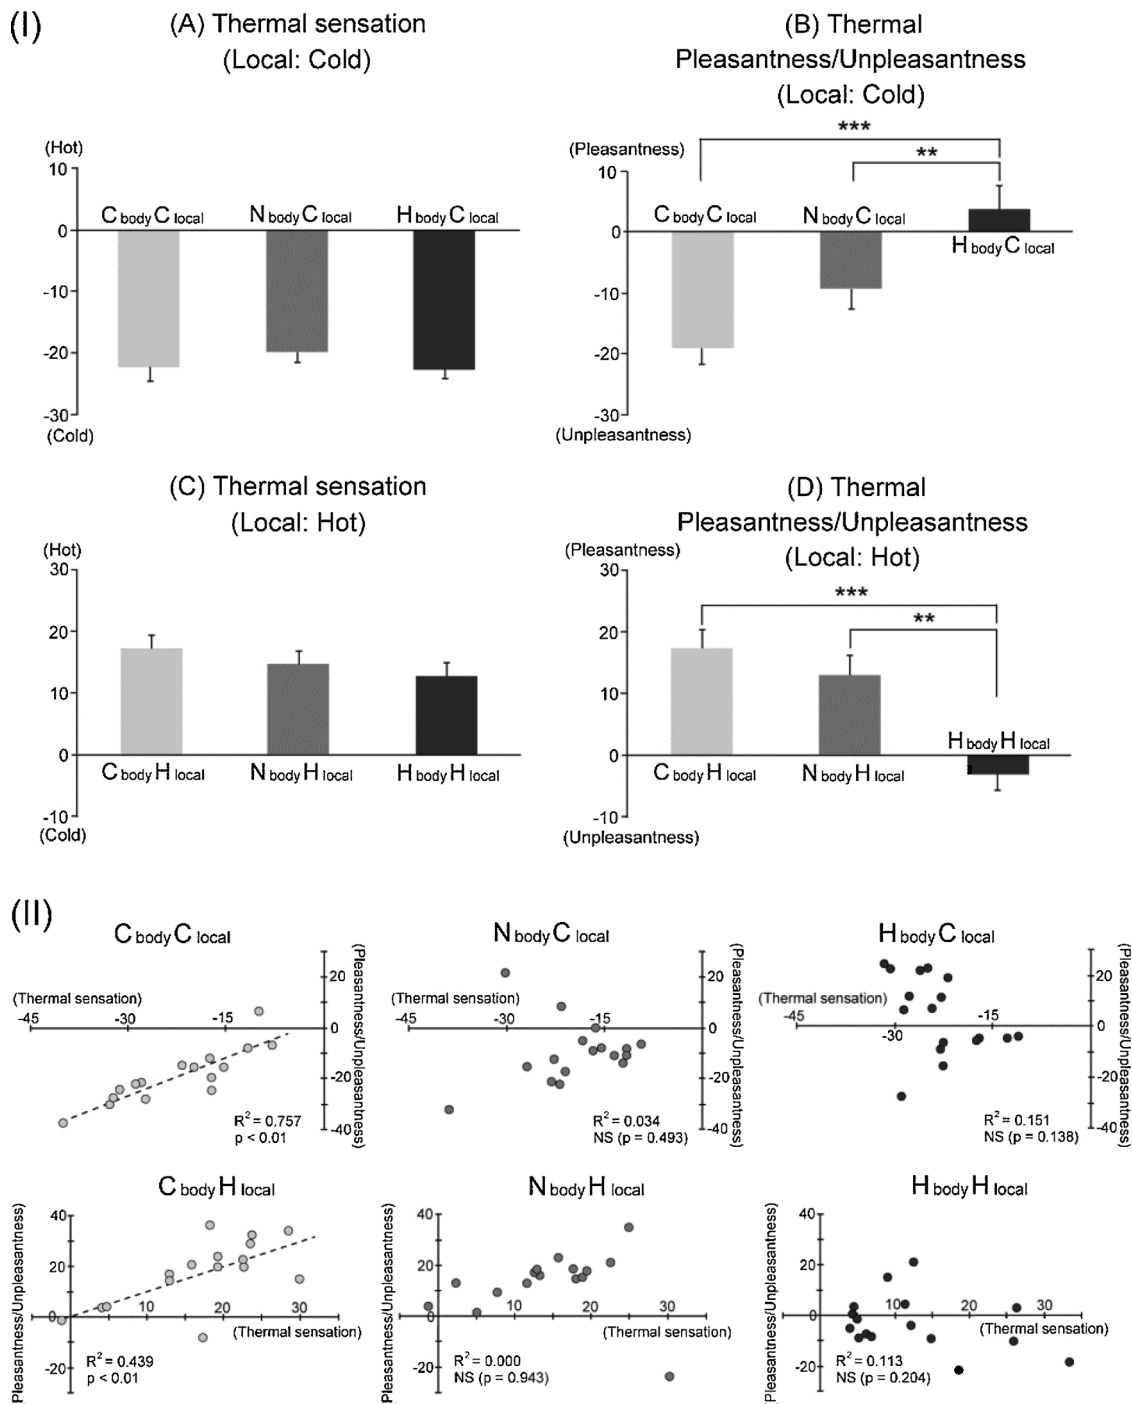 (I)
(A) Thermal sensation
(Local: Cold)
(B) Thermal
Pleasantness/Unpleasantness
(Local: Cold)
(Hot)
10
0
-10
-20
-30
(Cold)
C body C local
N body C local
H body C local
(Pleasantness)
10
0
-10
-20
-30
(Unpleasantness)
***
**
C body C local
N body C local
H body C local
(C) Thermal sensation
(Local: Hot)
(D) Thermal
Pleasantness/Unpleasantness
(Local: Hot)
(Hot)
30
20
10
0
-10
(Cold)
C body H local
N body H local
H body H local
(Pleasantness)
30
20
10
0
-10
(Unpleasantness)
***
**
C body H local
N body H local
H body H local
(II)
C body C local
(Thermal sensation)
-45
-30
-15
20
0
-20
-40
(Pleasantness/Unpleasantness)
R² = 0.757
p < 0.01
N body C local
(Thermal sensation)
-45
-30
-15
20
0
-20
-40
(Pleasantness/Unpleasantness)
R² = 0.034
NS (p = 0.493)
H body C local
(Thermal sensation)
-45
-30
-15
20
0
-20
-40
(Pleasantness/Unpleasantness)
R² = 0.151
NS (p = 0.138)
C body H local
(Pleasantness/Unpleasantness)
40
20
0
-20
10
20
30
(Thermal sensation)
R² = 0.439
p < 0.01
N body H local
(Pleasantness/Unpleasantness)
40
20
0
-20
10
20
30
(Thermal sensation)
R² = 0.000
NS (p = 0.943)
H body H local
(Pleasantness/Unpleasantness)
40
20
0
-20
10
20
30
(Thermal sensation)
R² = 0.113
NS (p = 0.204)